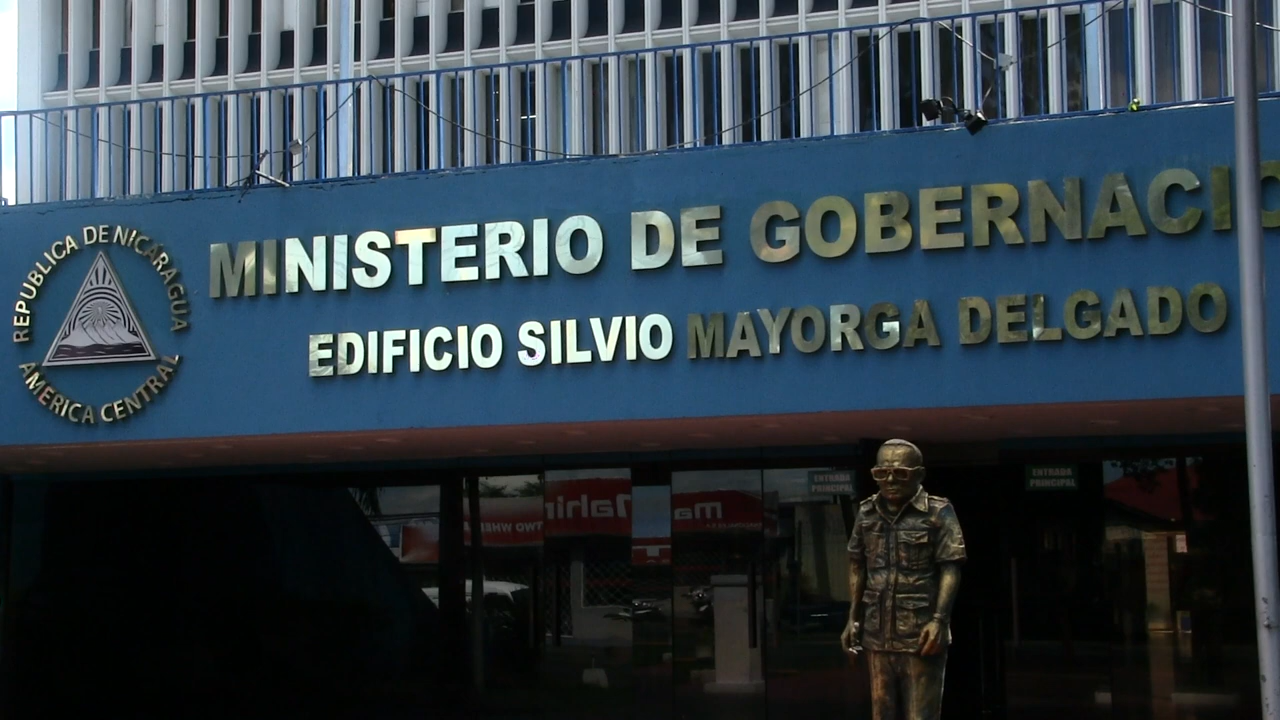 REPUBLICA DE NICARAGUA
AMERICA CENTRAL
MINISTERIO DE GOBERNACIO
EDIFICIO SILVIO MAYORGA DELGADO
ENTRADA
PRINCIPAL
ENTRADA
PRINCIPAL